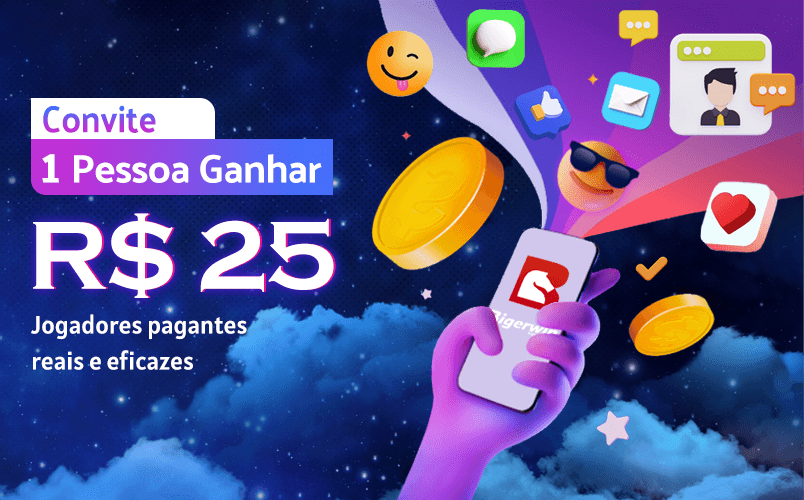 Convite
1 Pessoa Ganhar
R$ 25
Jogadores pagantes
reais e eficazes